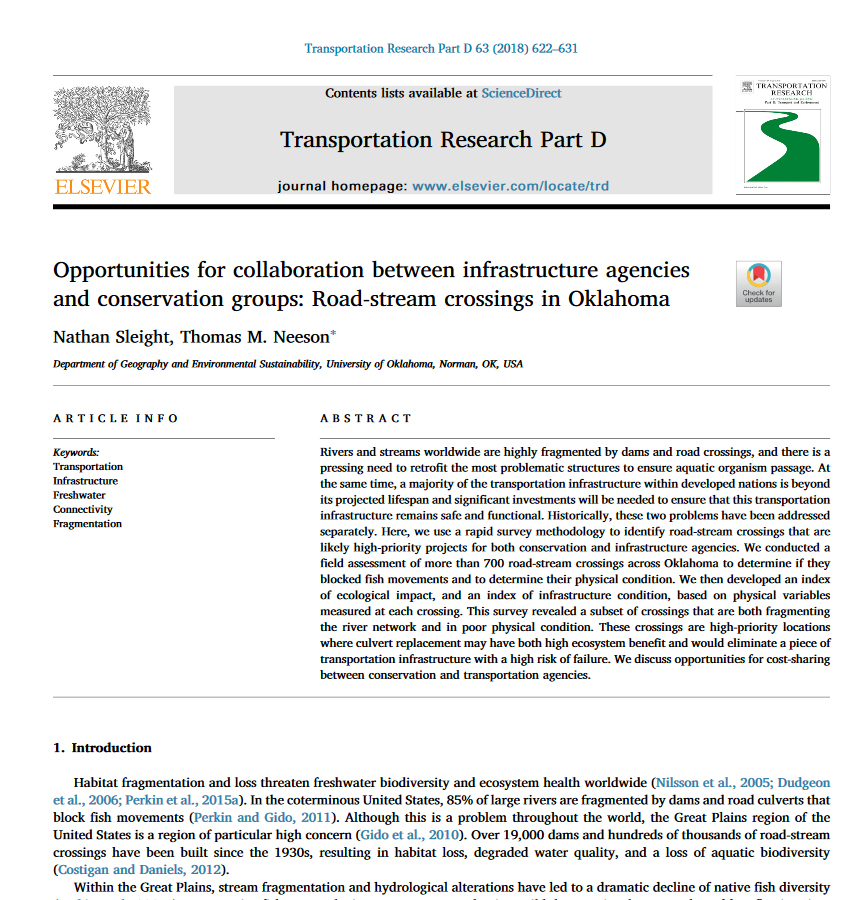 Transportation Research Part D 63 (2018) 622–631
Contents lists available at ScienceDirect
Transportation Research Part D
journal homepage: www.elsevier.com/locate/trd
ELSEVIER
TRANSPORTATION
RESEARCH
Opportunities for collaboration between infrastructure agencies
and conservation groups: Road-stream crossings in Oklahoma
Check for
updates
Nathan Sleight, Thomas M. Neeson*
Department of Geography and Environmental Sustainability, University of Oklahoma, Norman, OK, USA
ARTICLE INFO
Keywords:
Transportation
Infrastructure
Freshwater
Connectivity
Fragmentation
ABSTRACT
Rivers and streams worldwide are highly fragmented by dams and road crossings, and there is a
pressing need to retrofit the most problematic structures to ensure aquatic organism passage. At
the same time, a majority of the transportation infrastructure within developed nations is beyond
its projected lifespan and significant investments will be needed to ensure that this transportation
infrastructure remains safe and functional. Historically, these two problems have been addressed
separately. Here, we use a rapid survey methodology to identify road-stream crossings that are
likely high-priority projects for both conservation and infrastructure agencies. We conducted a
field assessment of more than 700 road-stream crossings across Oklahoma to determine if they
blocked fish movements and to determine their physical condition. We then developed an index
of ecological impact, and an index of infrastructure condition, based on physical variables
measured at each crossing. This survey revealed a subset of crossings that are both fragmenting
the river network and in poor physical condition. These crossings are high-priority locations
where culvert replacement may have both high ecosystem benefit and would eliminate a piece of
transportation infrastructure with a high risk of failure. We discuss opportunities for cost-sharing
between conservation and transportation agencies.
1. Introduction
Habitat fragmentation and loss threaten freshwater biodiversity and ecosystem health worldwide (Nilsson et al., 2005; Dudgeon
et al., 2006; Perkin et al., 2015a). In the coterminous United States, 85% of large rivers are fragmented by dams and road culverts that
block fish movements (Perkin and Gido, 2011). Although this is a problem throughout the world, the Great Plains region of the
United States is a region of particular high concern (Gido et al., 2010). Over 19,000 dams and hundreds of thousands of road-stream
crossings have been built since the 1930s, resulting in habitat loss, degraded water quality, and a loss of aquatic biodiversity
(Costigan and Daniels, 2012).
Within the Great Plains, stream fragmentation and hydrological alterations have led to a dramatic decline of native fish diversity